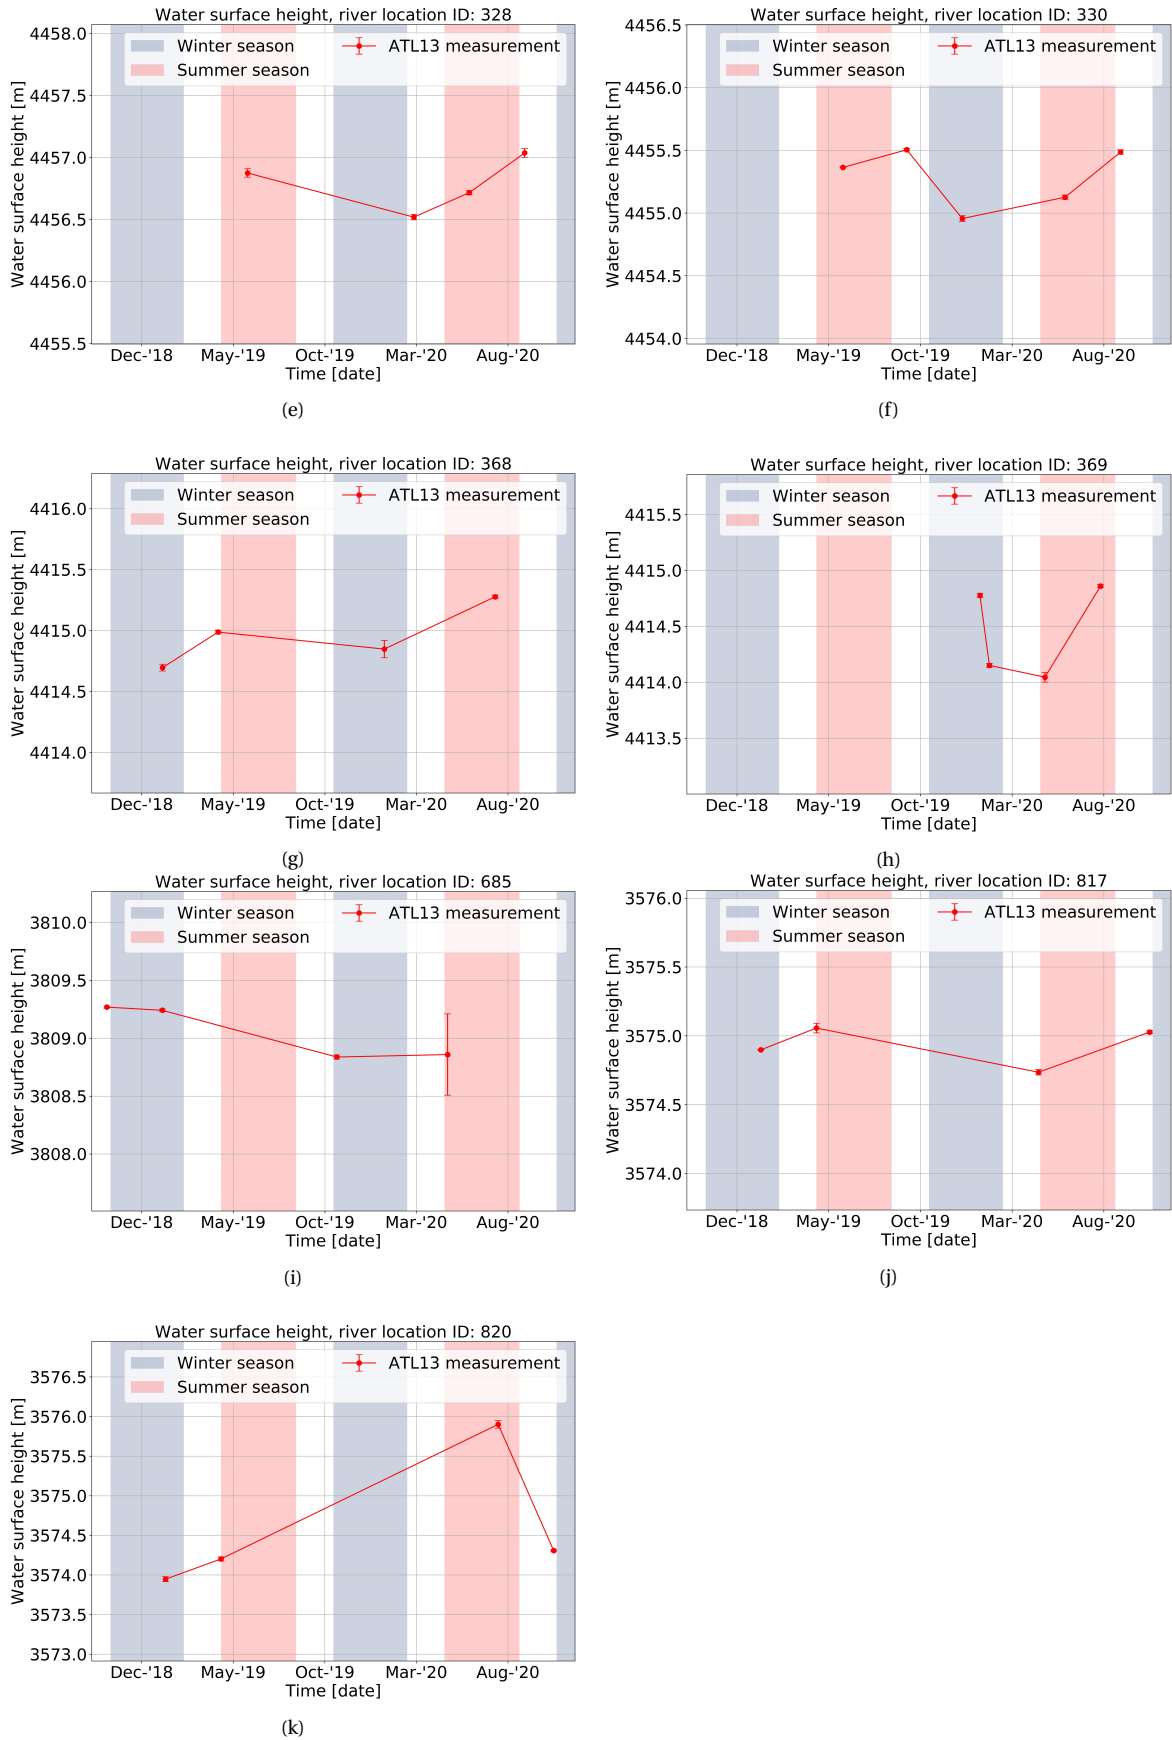 Water surface height, river location ID: 328
Winter season
Summer season
ATL13 measurement
Water surface height [m]
4458.0
4457.5
4457.0
4456.5
4456.0
4455.5
Dec-'18 May-'19 Oct-'19 Mar-'20 Aug-'20
Time [date]
(e)
Water surface height, river location ID: 330
Winter season
Summer season
ATL13 measurement
Water surface height [m]
4456.5
4456.0
4455.5
4455.0
4454.5
4454.0
Dec-'18 May-'19 Oct-'19 Mar-'20 Aug-'20
Time [date]
(f)
Water surface height, river location ID: 368
Winter season
Summer season
ATL13 measurement
Water surface height [m]
4416.0
4415.5
4415.0
4414.5
4414.0
Dec-'18 May-'19 Oct-'19 Mar-'20 Aug-'20
Time [date]
(g)
Water surface height, river location ID: 369
Winter season
Summer season
ATL13 measurement
Water surface height [m]
4415.5
4415.0
4414.5
4414.0
4413.5
Dec-'18 May-'19 Oct-'19 Mar-'20 Aug-'20
Time [date]
(h)
Water surface height, river location ID: 685
Winter season
Summer season
ATL13 measurement
Water surface height [m]
3810.0
3809.5
3809.0
3808.5
3808.0
Dec-'18 May-'19 Oct-'19 Mar-'20 Aug-'20
Time [date]
(i)
Water surface height, river location ID: 817
Winter season
Summer season
ATL13 measurement
Water surface height [m]
3576.0
3575.5
3575.0
3574.5
3574.0
Dec-'18 May-'19 Oct-'19 Mar-'20 Aug-'20
Time [date]
(j)
Water surface height, river location ID: 820
Winter season
Summer season
ATL13 measurement
Water surface height [m]
3576.5
3576.0
3575.5
3575.0
3574.5
3574.0
3573.5
3573.0
Dec-'18 May-'19 Oct-'19 Mar-'20 Aug-'20
Time [date]
(k)